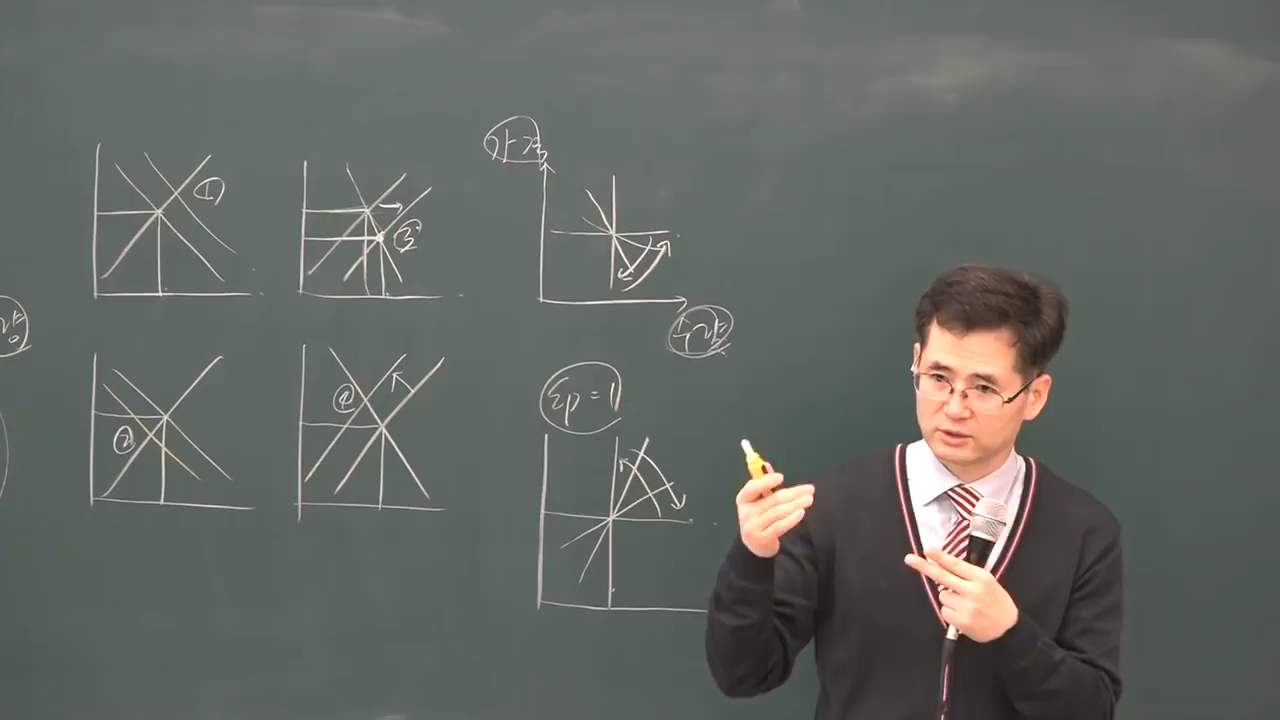 ①
③
가격
수량
②
④
Ep = 1